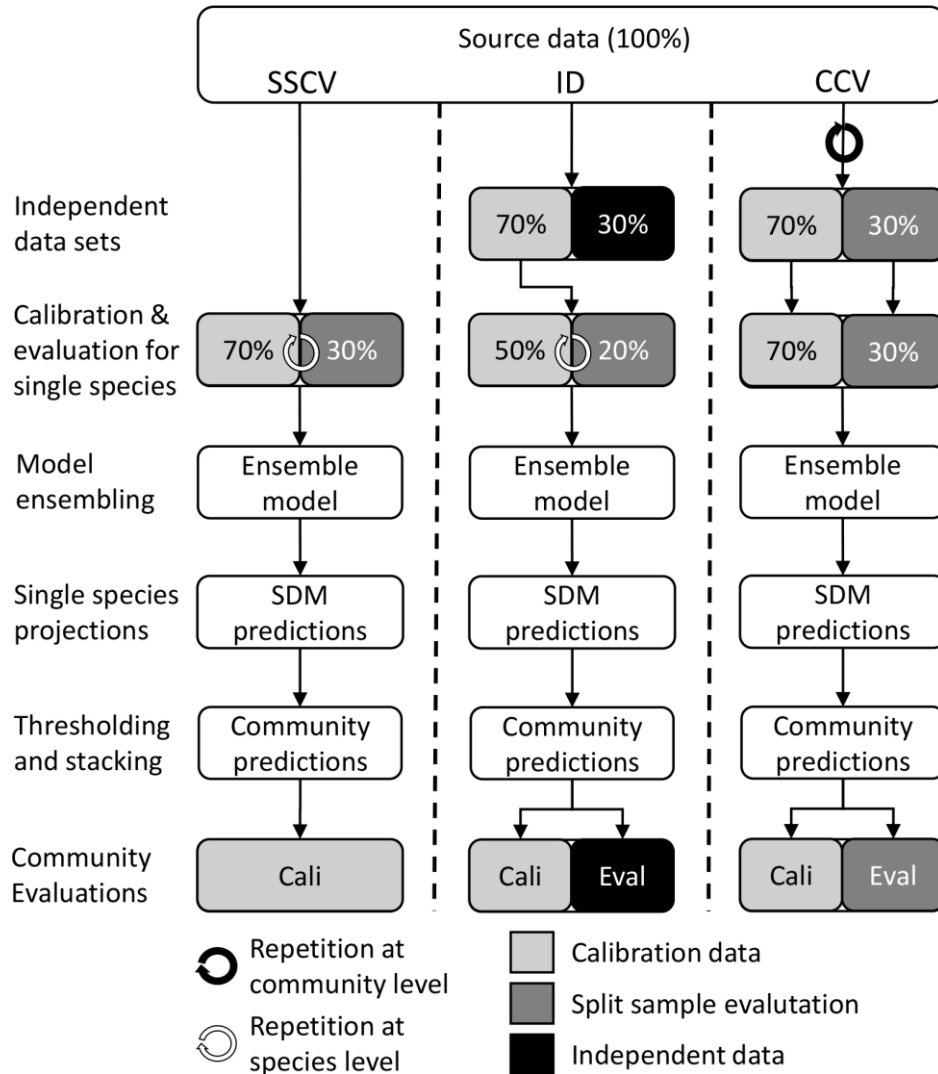 Source data (100%)
SSCV ID CCV
Independent
data sets
70% 30% 70% 30%
Calibration &
evaluation for
single species
70% 30% 50% 20% 70% 30%
Model
ensembling
Ensemble
model
Ensemble
model
Ensemble
model
Single species
projections
SDM
predictions
SDM
predictions
SDM
predictions
Thresholding
and stacking
Community
predictions
Community
predictions
Community
predictions
Community
Evaluations
Cali Cali Eval Cali Eval
Repetition at
community level
Repetition at
species level
Calibration data
Split sample evalutation
Independent data